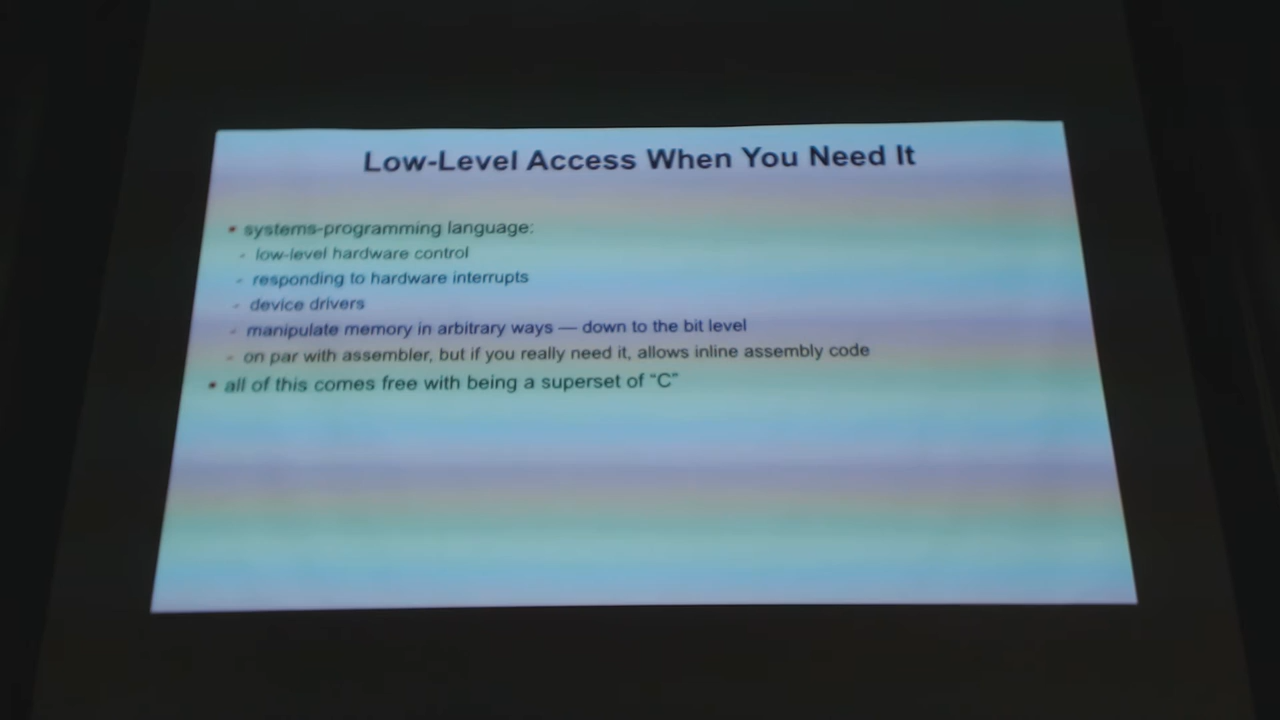 Low-Level Access When You Need It
• systems-programming language:
- low-level hardware control
- responding to hardware interrupts
- device drivers
- manipulate memory in arbitrary ways — down to the bit level
- on par with assembler, but if you really need it, allows inline assembly code
• all of this comes free with being a superset of “C”